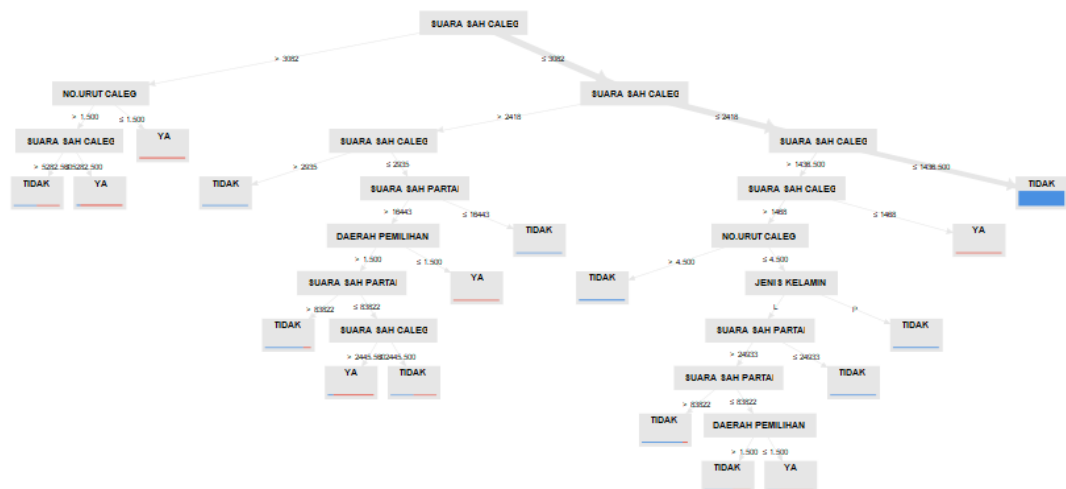 SUARA SAH CALEG
> 3082
≤ 3082
NO.URUT CALEG
SUARA SAH CALEG
> 1.500
≤ 1.500
> 2418
≤ 2418
SUARA SAH CALEG
YA
SUARA SAH CALEG
SUARA SAH CALEG
> 2935
≤ 2935
> 1436.500
≤ 1436.500
TIDAK
YA
TIDAK
SUARA SAH PARTAI
SUARA SAH CALEG
TIDAK
> 16443
≤ 16443
> 1468
≤ 1468
DAERAH PEMILIHAN
TIDAK
NO.URUT CALEG
YA
> 1.500
≤ 1.500
> 4.500
≤ 4.500
SUARA SAH PARTAI
YA
TIDAK
JENIS KELAMIN
> 83822
≤ 83822
L
P
TIDAK
SUARA SAH CALEG
SUARA SAH PARTAI
TIDAK
> 24933
≤ 24933
YA
TIDAK
SUARA SAH PARTAI
TIDAK
> 83822
≤ 83822
TIDAK
DAERAH PEMILIHAN
> 1.500
≤ 1.500
TIDAK
YA